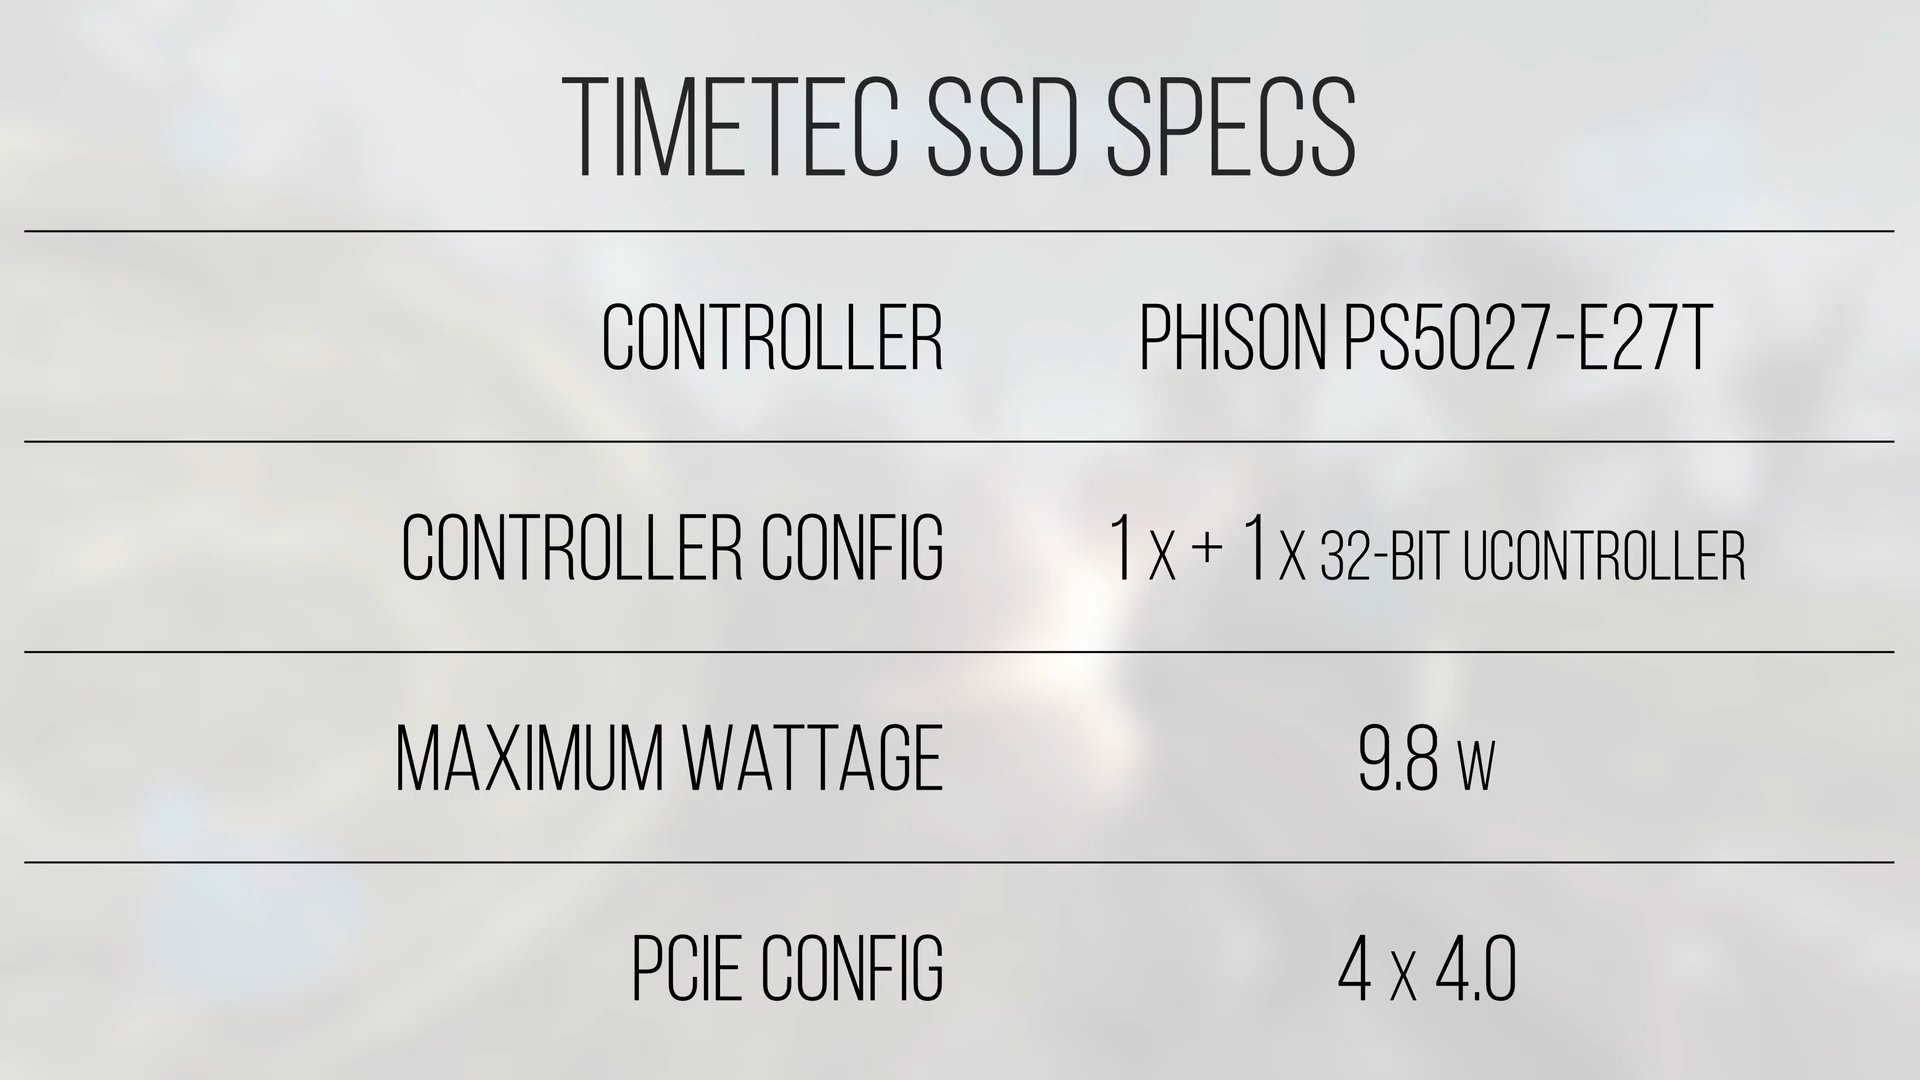 TIMETEC SSD SPECS
CONTROLLER PHISON PS5027-E27T
CONTROLLER CONFIG 1 X + 1 X 32-BIT UCONTROLLER
MAXIMUM WATTAGE 9.8 W
PCIE CONFIG 4 X 4.0